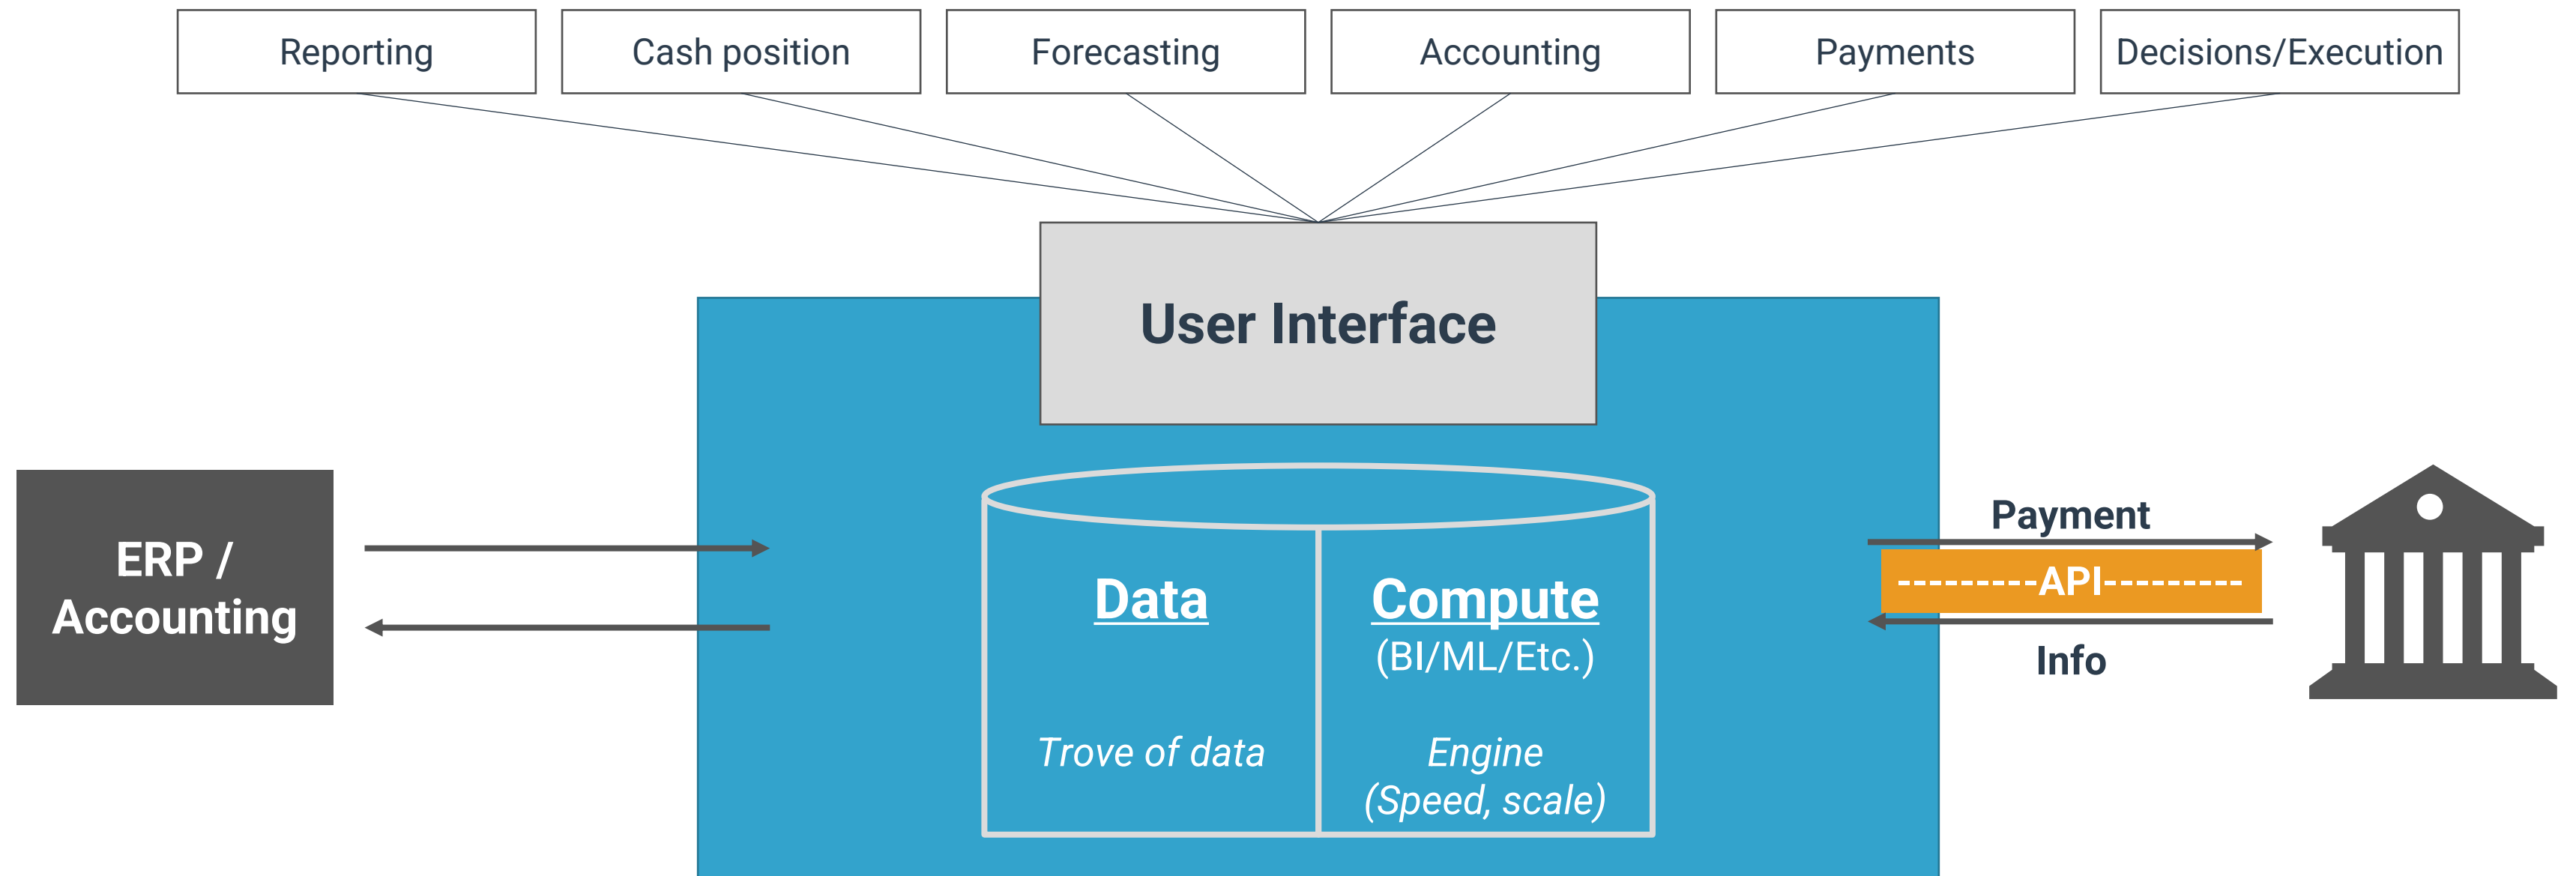 Reporting
Cash position
Forecasting
Accounting
Payments
Decisions/Execution
User Interface
ERP /
Accounting
Data
Trove of data
Compute
(BI/ML/Etc.)
Engine
(Speed, scale)
Payment
---------API---------
Info